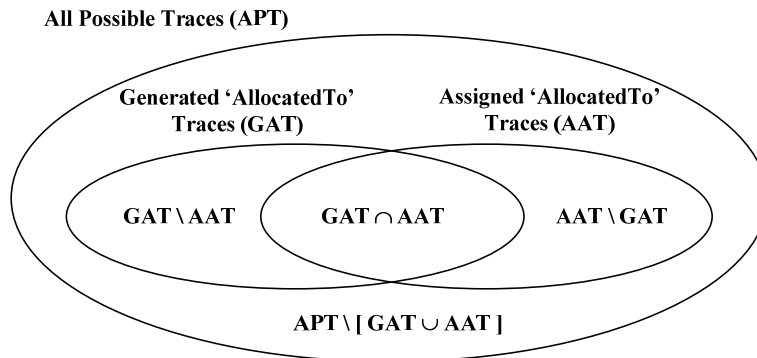 All Possible Traces (APT)
Generated ‘AllocatedTo’
Traces (GAT)
Assigned ‘AllocatedTo’
Traces (AAT)
GAT \ AAT
GAT ∩ AAT
AAT \ GAT
APT \ [ GAT ∪ AAT ]